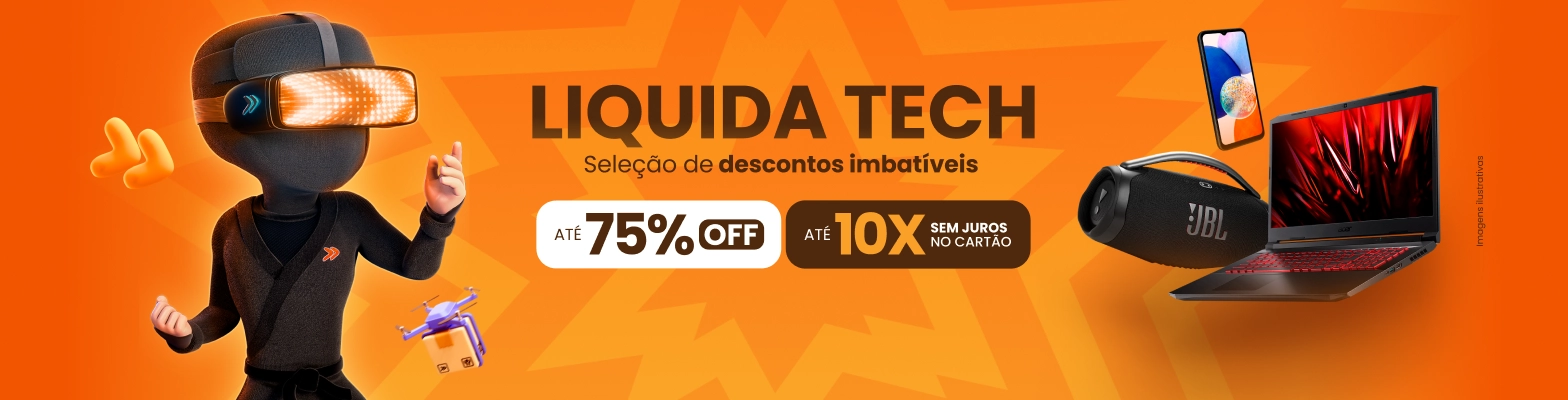 LIQUIDA TECH
Seleção de descontos imbatíveis
ATÉ 75% OFF
ATÉ 10X SEM JUROS
NO CARTÃO
JBL
Imagens ilustrativas